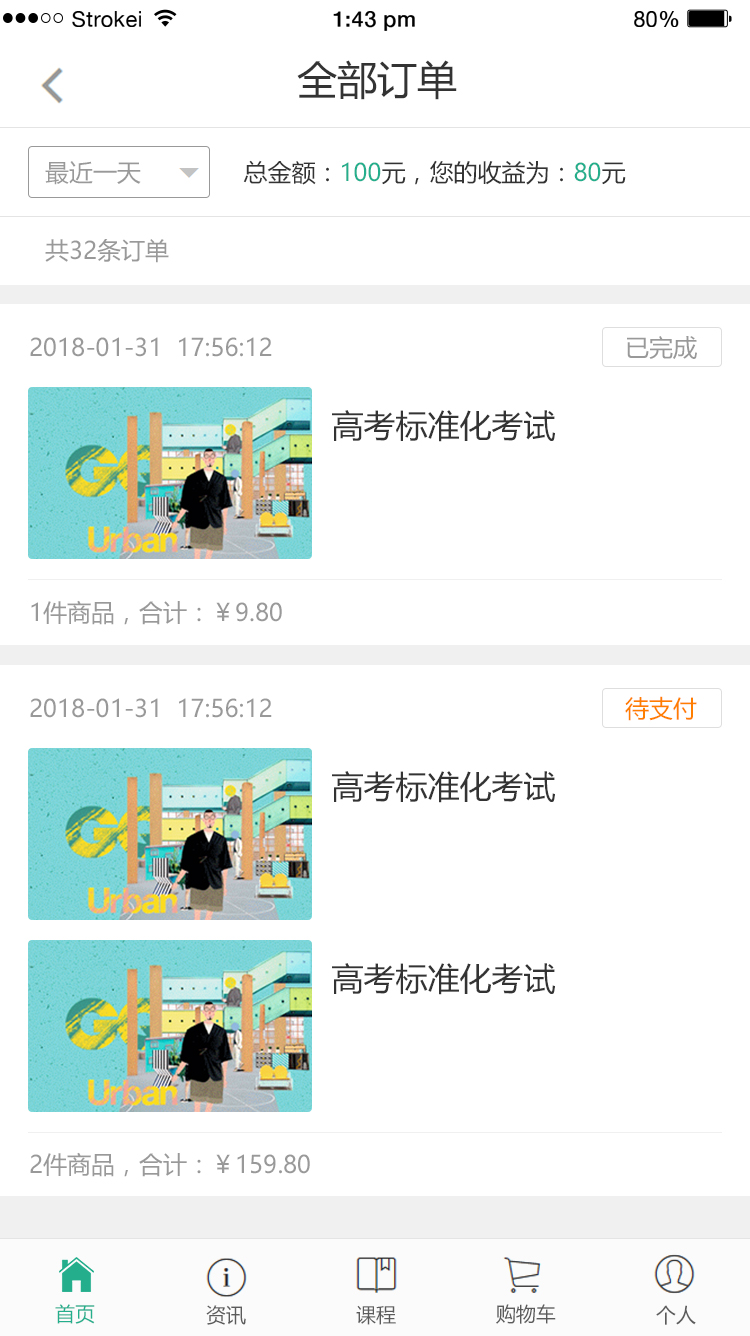 Strokei 1:43 pm 80%
全部订单
最近一天 总金额：100元，您的收益为：80元
共32条订单
2018-01-31 17:56:12 已完成
高考标准化考试
Urban
1件商品，合计：￥9.80
2018-01-31 17:56:12 待支付
高考标准化考试
Urban
高考标准化考试
Urban
2件商品，合计：￥159.80
首页 资讯 课程 购物车 个人